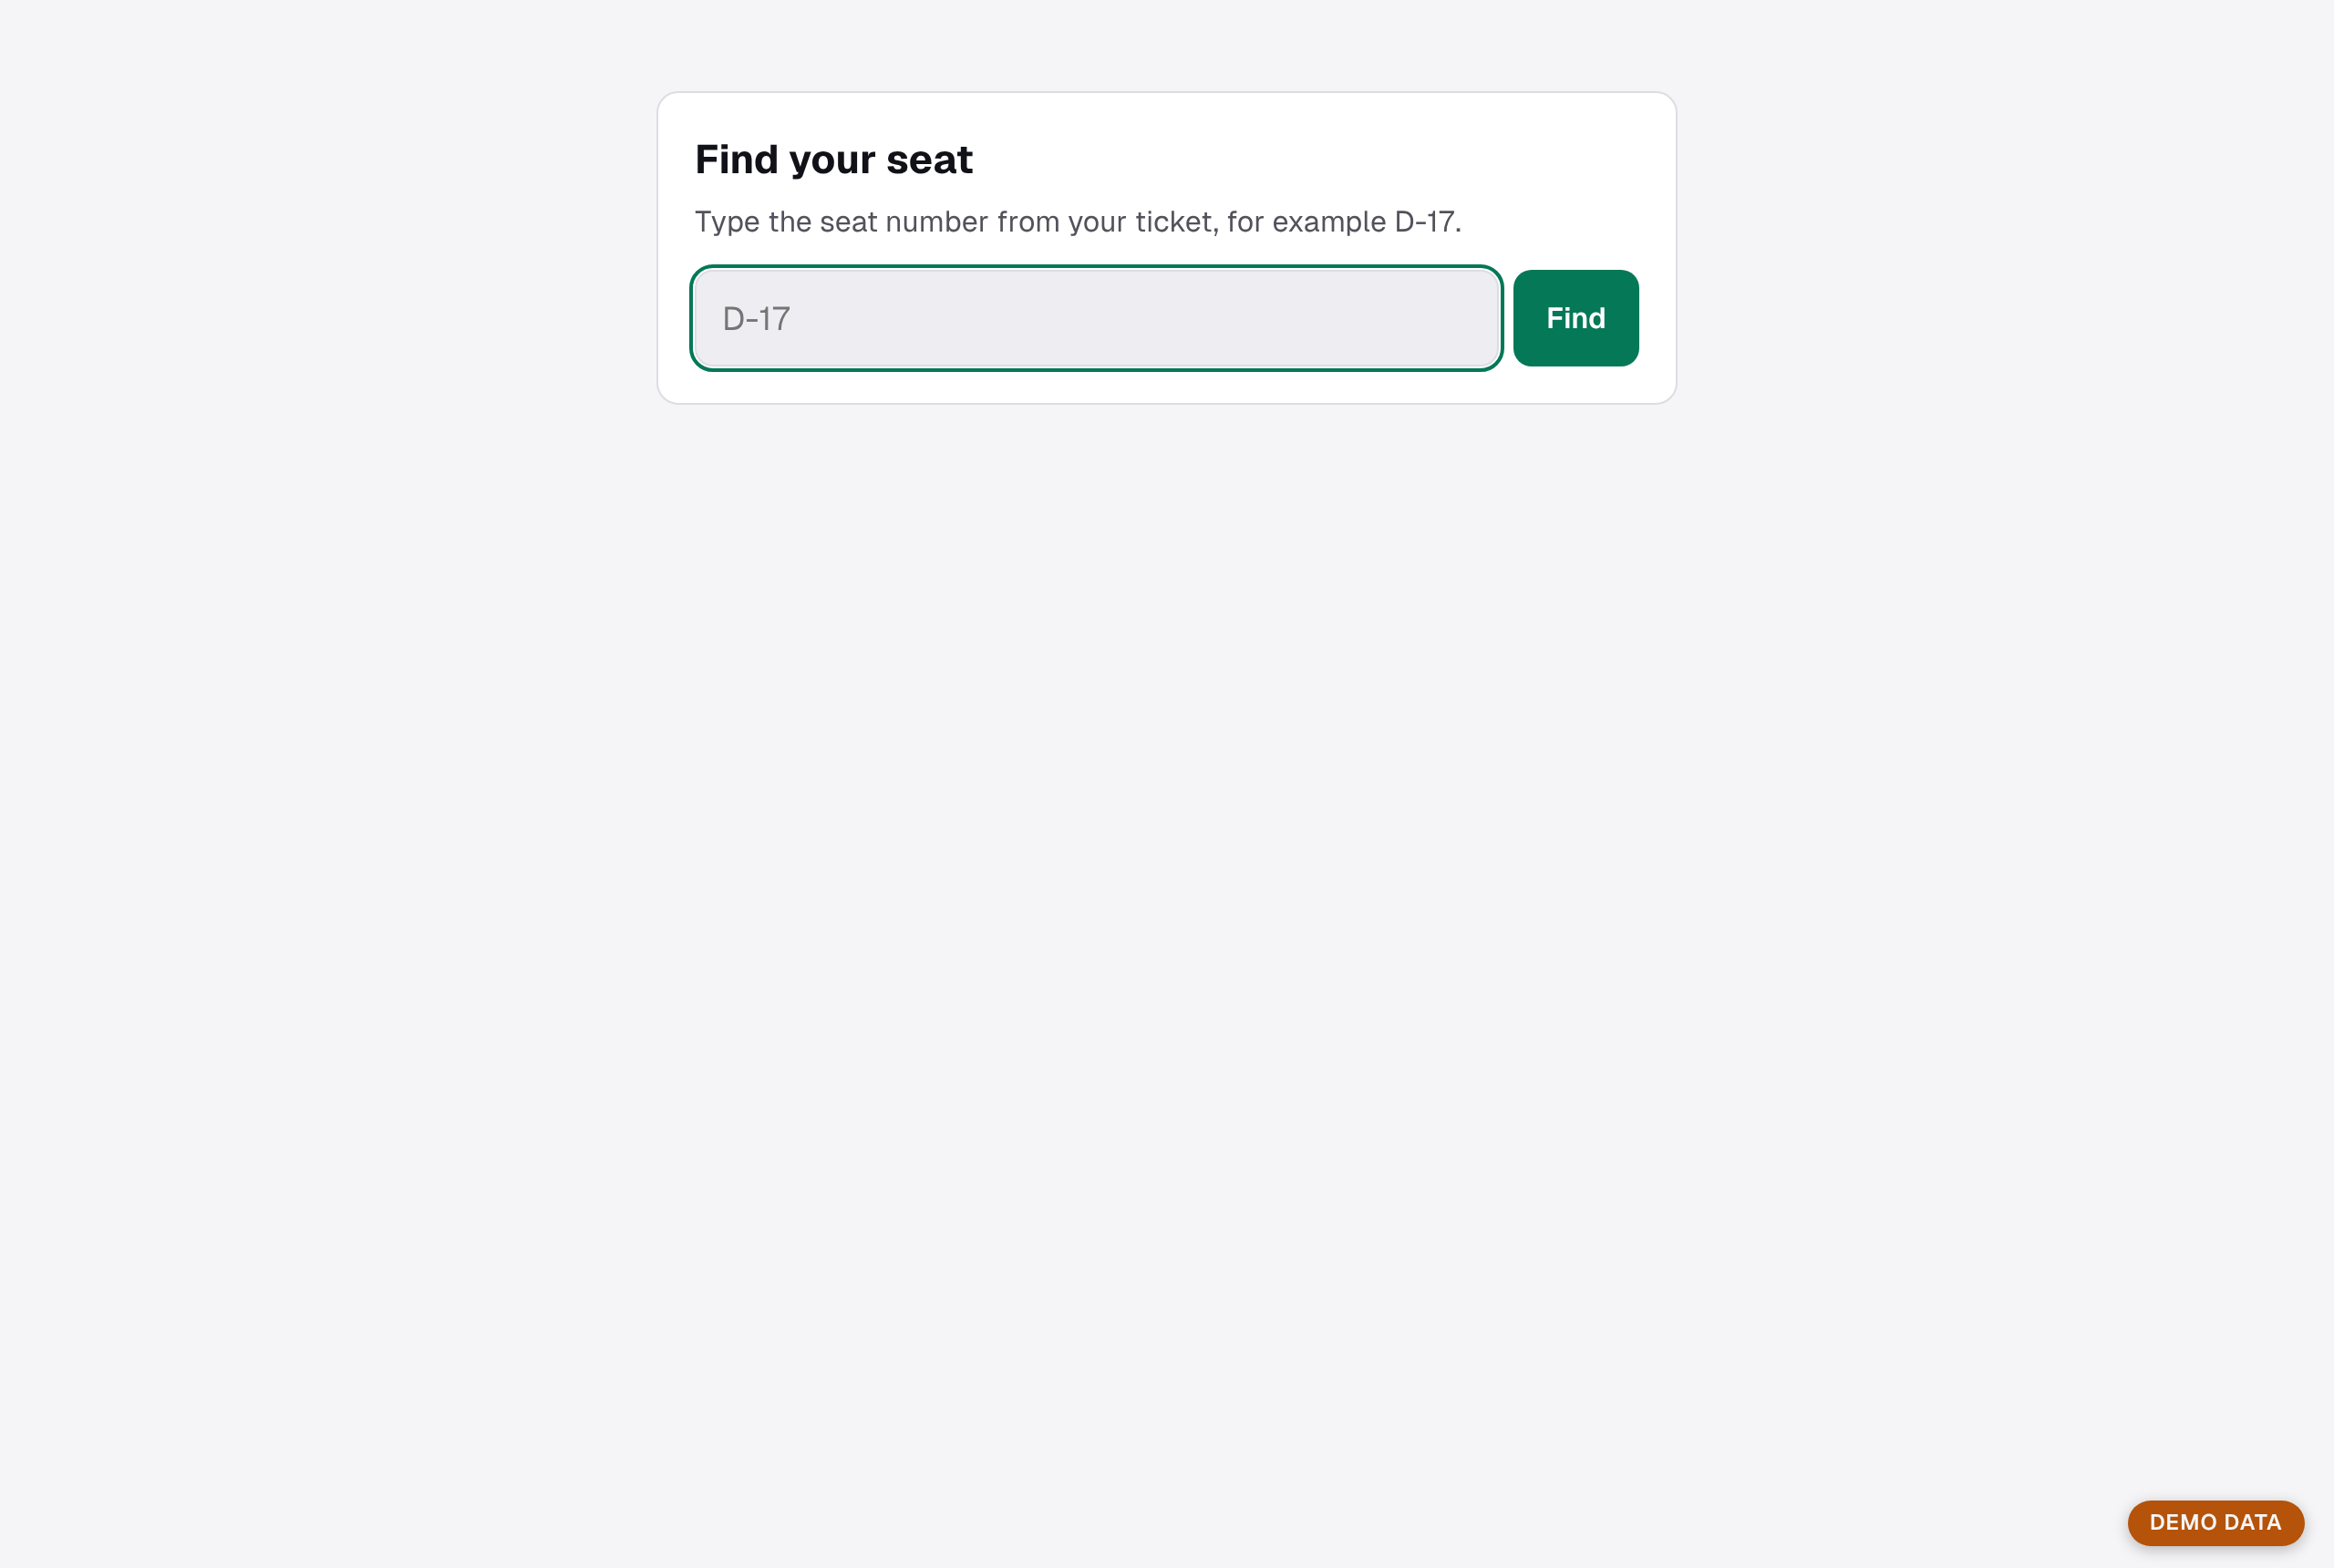 Find your seat
Type the seat number from your ticket, for example D-17.
D-17
Find
DEMO DATA